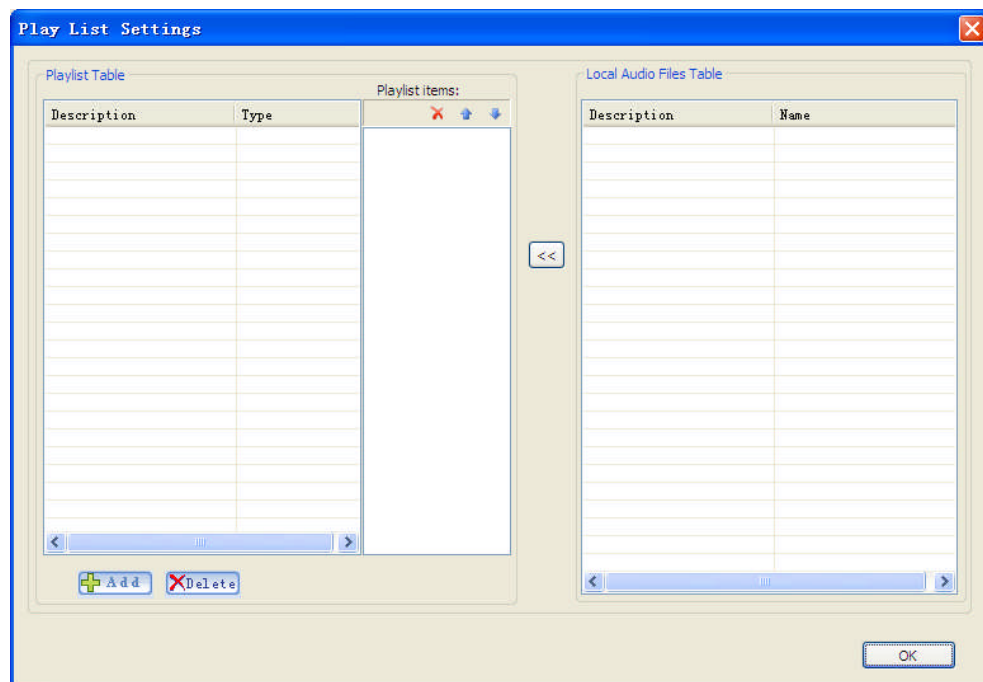 Play List Settings
Playlist Table
Playlist items:
Description Type
<<
Add Delete
Local Audio Files Table
Description Name
OK